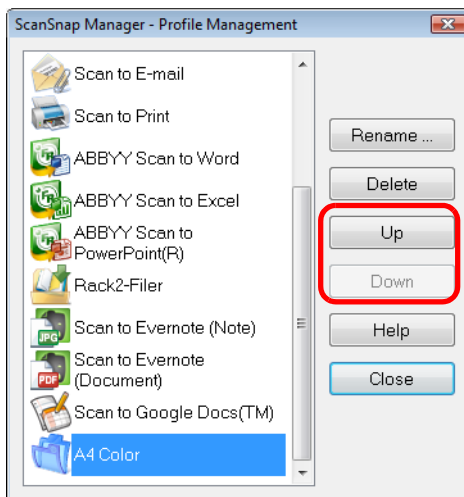 ScanSnap Manager - Profile Management
Scan to E-mail
Scan to Print
ABBYY Scan to Word
ABBYY Scan to Excel
ABBYY Scan to
PowerPoint(R)
Rack2-Filer
JPG
Scan to Evernote (Note)
PDF
Scan to Evernote
(Document)
Scan to Google Docs(TM)
A4 Color
Rename ...
Delete
Up
Down
Help
Close